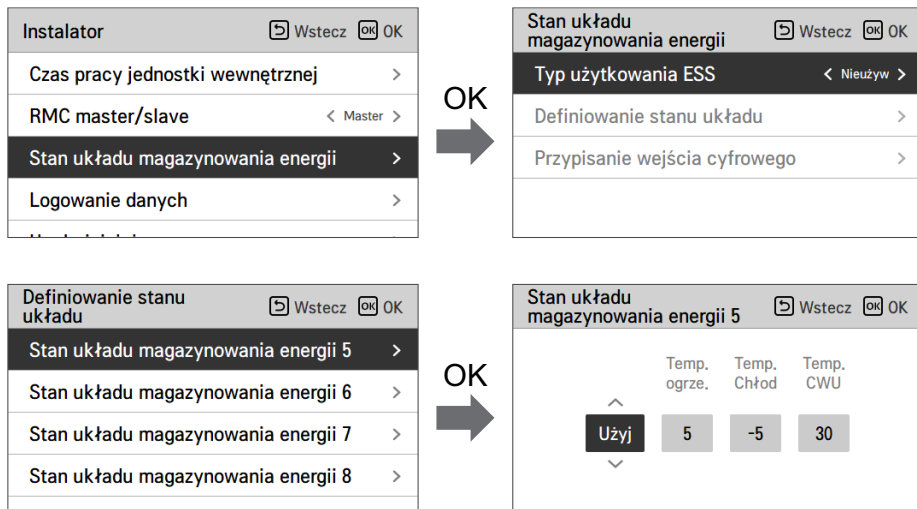 Instalator Wstecz OK OK
Czas pracy jednostki wewnętrznej >
RMC master/slave < Master >
Stan układu magazynowania energii >
Logowanie danych >
OK
Stan układu
magazynowania energii Wstecz OK OK
Typ użytkowania ESS < Nieużyw >
Definiowanie stanu układu >
Przypisanie wejścia cyfrowego >
Definiowanie stanu
układu Wstecz OK OK
Stan układu magazynowania energii 5 >
Stan układu magazynowania energii 6 >
Stan układu magazynowania energii 7 >
Stan układu magazynowania energii 8 >
OK
Stan układu
magazynowania energii 5 Wstecz OK OK
Temp. Temp. Temp.
ogrze. Chłod CWU
Użyj 5 -5 30